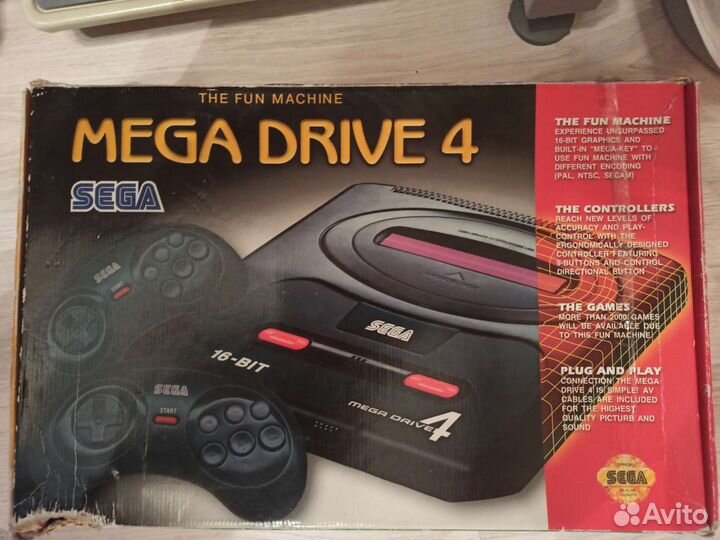 THE FUN MACHINE
MEGA DRIVE 4
SEGA
SEGA
START
SEGA
START
16-BIT
SEGA
MEGA DRIVE 4
THE FUN MACHINE
EXPERIENCE UNSURPASSED
16-BIT GRAPHICS AND
BUILT-IN "MEGA-KEY" TO
USE FUN MACHINE WITH
DIFFERENT ENCODING
(PAL, NTSC, SECAM)
THE CONTROLLERS
REACH NEW LEVELS OF
ACCURACY AND PLAY-
CONTROL WITH THE
ERGONOMICALLY DESIGNED
CONTROLLER FEATURING
9-BUTTONS AND CONTROL
DIRECTIONAL BUTTON
THE GAMES
MORE THAN 2000 GAMES
WILL BE AVAILABLE DUE
TO THIS FUN MACHINE
PLUG AND PLAY
CONNECTION THE MEGA
DRIVE 4 IS SIMPLE! AV
CABLES ARE INCLUDED
FOR THE HIGHEST
QUALITY PICTURB AND
SOUND
OFFICIAL
SEGA
QUALITY
Avito